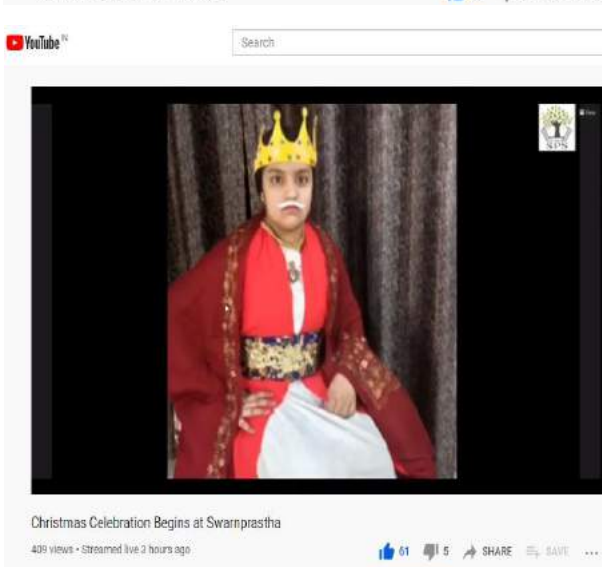 YouTube IN
Search
SPS
Christmas Celebration Begins at Swarnprastha
409 views • Streamed live 3 hours ago
61 5 SHARE SAVE ...